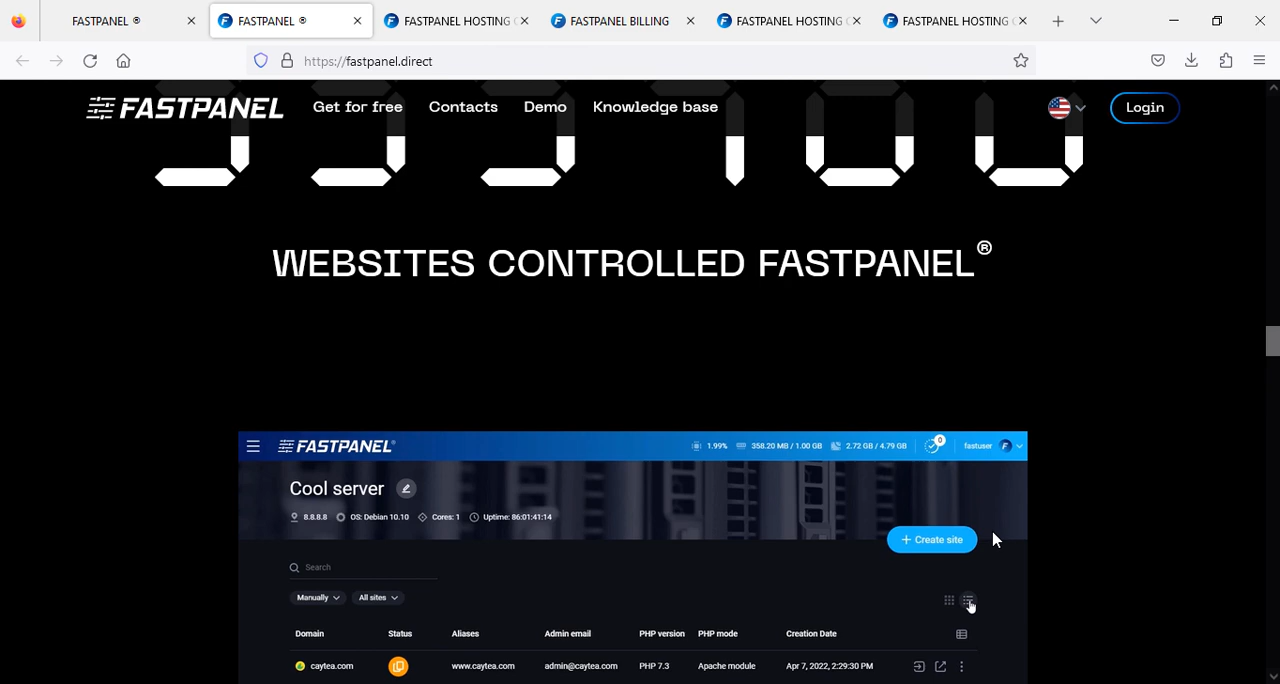 FASTPANEL ® FASTPANEL ® FASTPANEL HOSTING FASTPANEL BILLING FASTPANEL HOSTING FASTPANEL HOSTING
https://fastpanel.direct
FASTPANEL Get for free Contacts Demo Knowledge base Login
WEBSITES CONTROLLED FASTPANEL®
FASTPANEL® 1.99% 358.20 MB / 1.00 GB 2.72 GB / 4.79 GB 0 fastuser F
Cool server
8.8.8.8 OS: Debian 10.10 Cores: 1 Uptime: 86:01:41:14
+ Create site
Search
Manually All sites
Domain Status Aliases Admin email PHP version PHP mode Creation Date
caytea.com www.caytea.com admin@caytea.com PHP 7.3 Apache module Apr 7, 2022, 2:29:30 PM